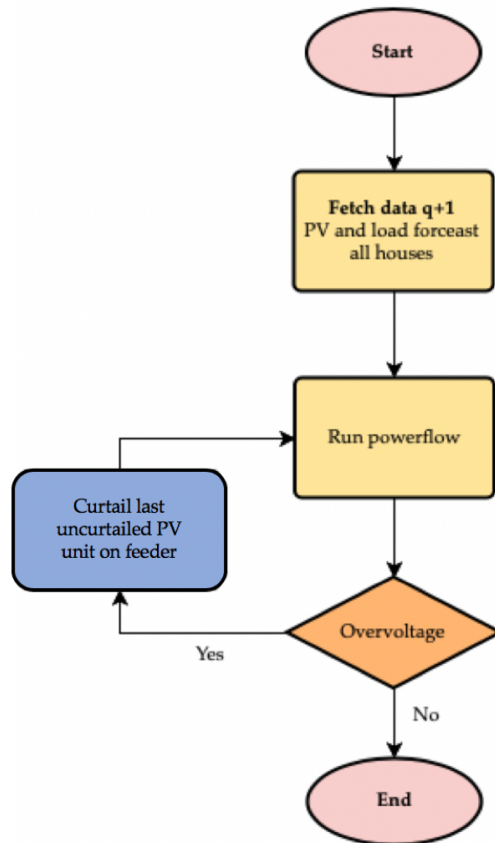 Start
Fetch data q+1
PV and load forceast
all houses
Run powerflow
Curtail last
uncurtailed PV
unit on feeder
Overvoltage
Yes
No
End